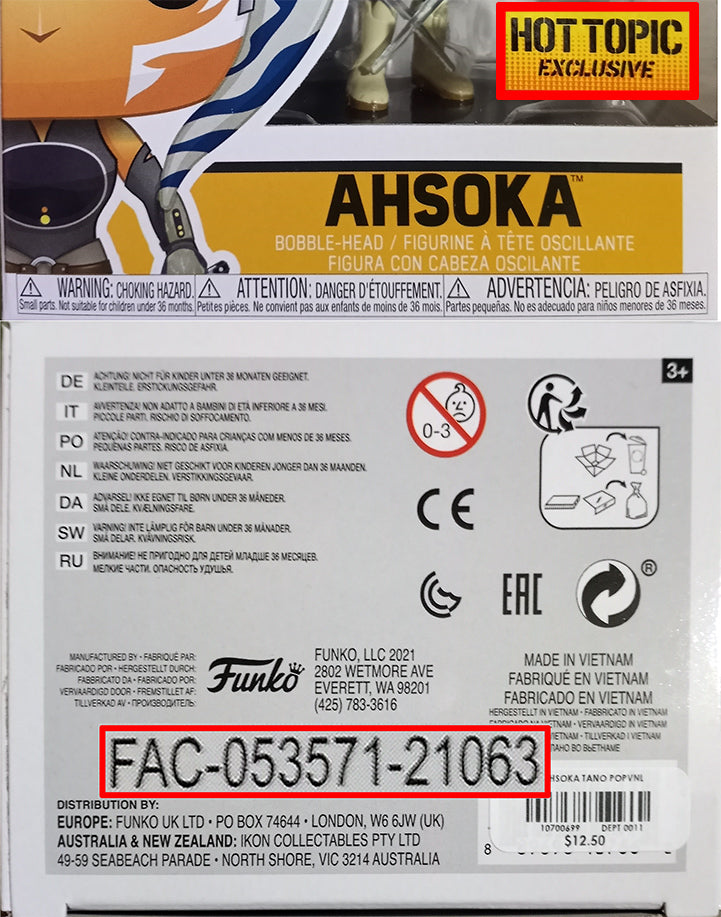 HOT TOPIC
EXCLUSIVE
AHSOKA™
BOBBLE-HEAD / FIGURINE À TÊTE OSCILLANTE
FIGURA CON CABEZA OSCILANTE
WARNING: CHOKING HAZARD.
Small parts. Not suitable for children under 36 months.
ATTENTION: DANGER D'ÉTOUFFEMENT.
Petites pièces. Ne convient pas aux enfants de moins de 36 mois.
ADVERTENCIA: PELIGRO DE ASFIXIA.
Partes pequeñas. No es adecuado para niños menores de 36 meses.
3+
DE ACHTUNG! NICHT FÜR KINDER UNTER 36 MONATEN GEEIGNET.
KLEINTEILE. ERSTICKUNGSGEFAHR.
IT AVVERTENZA! NON ADATTO A BAMBINI DI ETÀ INFERIORE A 36 MESI.
PICCOLE PARTI. RISCHIO DI SOFFOCAMENTO.
PO ATENÇÃO! CONTRA-INDICADO PARA CRIANÇAS COM MENOS DE 36 MESES.
PEQUENAS PARTES. RISCO DE ASFIXIA.
NL WAARSCHUWING! NIET GESCHIKT VOOR KINDEREN JONGER DAN 36 MAANDEN.
KLEINE ONDERDELEN. VERSTIKKINGSGEVAAR.
DA ADVARSEL! IKKE EGNET TIL BØRN UNDER 36 MÅNEDER.
SMÅ DELE. KVÆLNINGSFARE.
SW VARNING! INTE LÄMPLIG FÖR BARN UNDER 36 MÅNADER.
SMÅ DELAR. KVÄVNINGSRISK.
RU ВНИМАНИЕ! НЕ ПРИГОДНО ДЛЯ ДЕТЕЙ МЛАДШЕ 36 МЕСЯЦЕВ.
МЕЛКИЕ ЧАСТИ. ОПАСНОСТЬ УДУШЬЯ.
0-3
CE
EAC
®
MANUFACTURED BY • FABRIQUÉ PAR:
FABRICADO POR • HERGESTELLT DURCH:
FABBRICATO DA • FABRICADO POR:
VERVAARDIGD DOOR • FREMSTILLET AF:
TILLVERKAD AV • ПРОИЗВОДИТЕЛЬ:
Funko
FUNKO, LLC 2021
2802 WETMORE AVE
EVERETT, WA 98201
(425) 783-3616
MADE IN VIETNAM
FABRIQUÉ EN VIETNAM
FABRICADO EN VIETNAM
HERGESTELLT IN VIETNAM • FABBRICATO IN VIETNAM
VIETNAM • VERVAARDIGD IN VIETNAM
VIETNAM • TILLVERKAD I VIETNAM
ВО ВЬЕТНАМЕ
FAC-053571-21063
DISTRIBUTION BY:
EUROPE: FUNKO UK LTD • PO BOX 74644 • LONDON, W6 6JW (UK)
AUSTRALIA & NEW ZEALAND: IKON COLLECTABLES PTY LTD
49-59 SEABEACH PARADE • NORTH SHORE, VIC 3214 AUSTRALIA
TANO POPVNL
10700699 DEPT 0011
$12.50